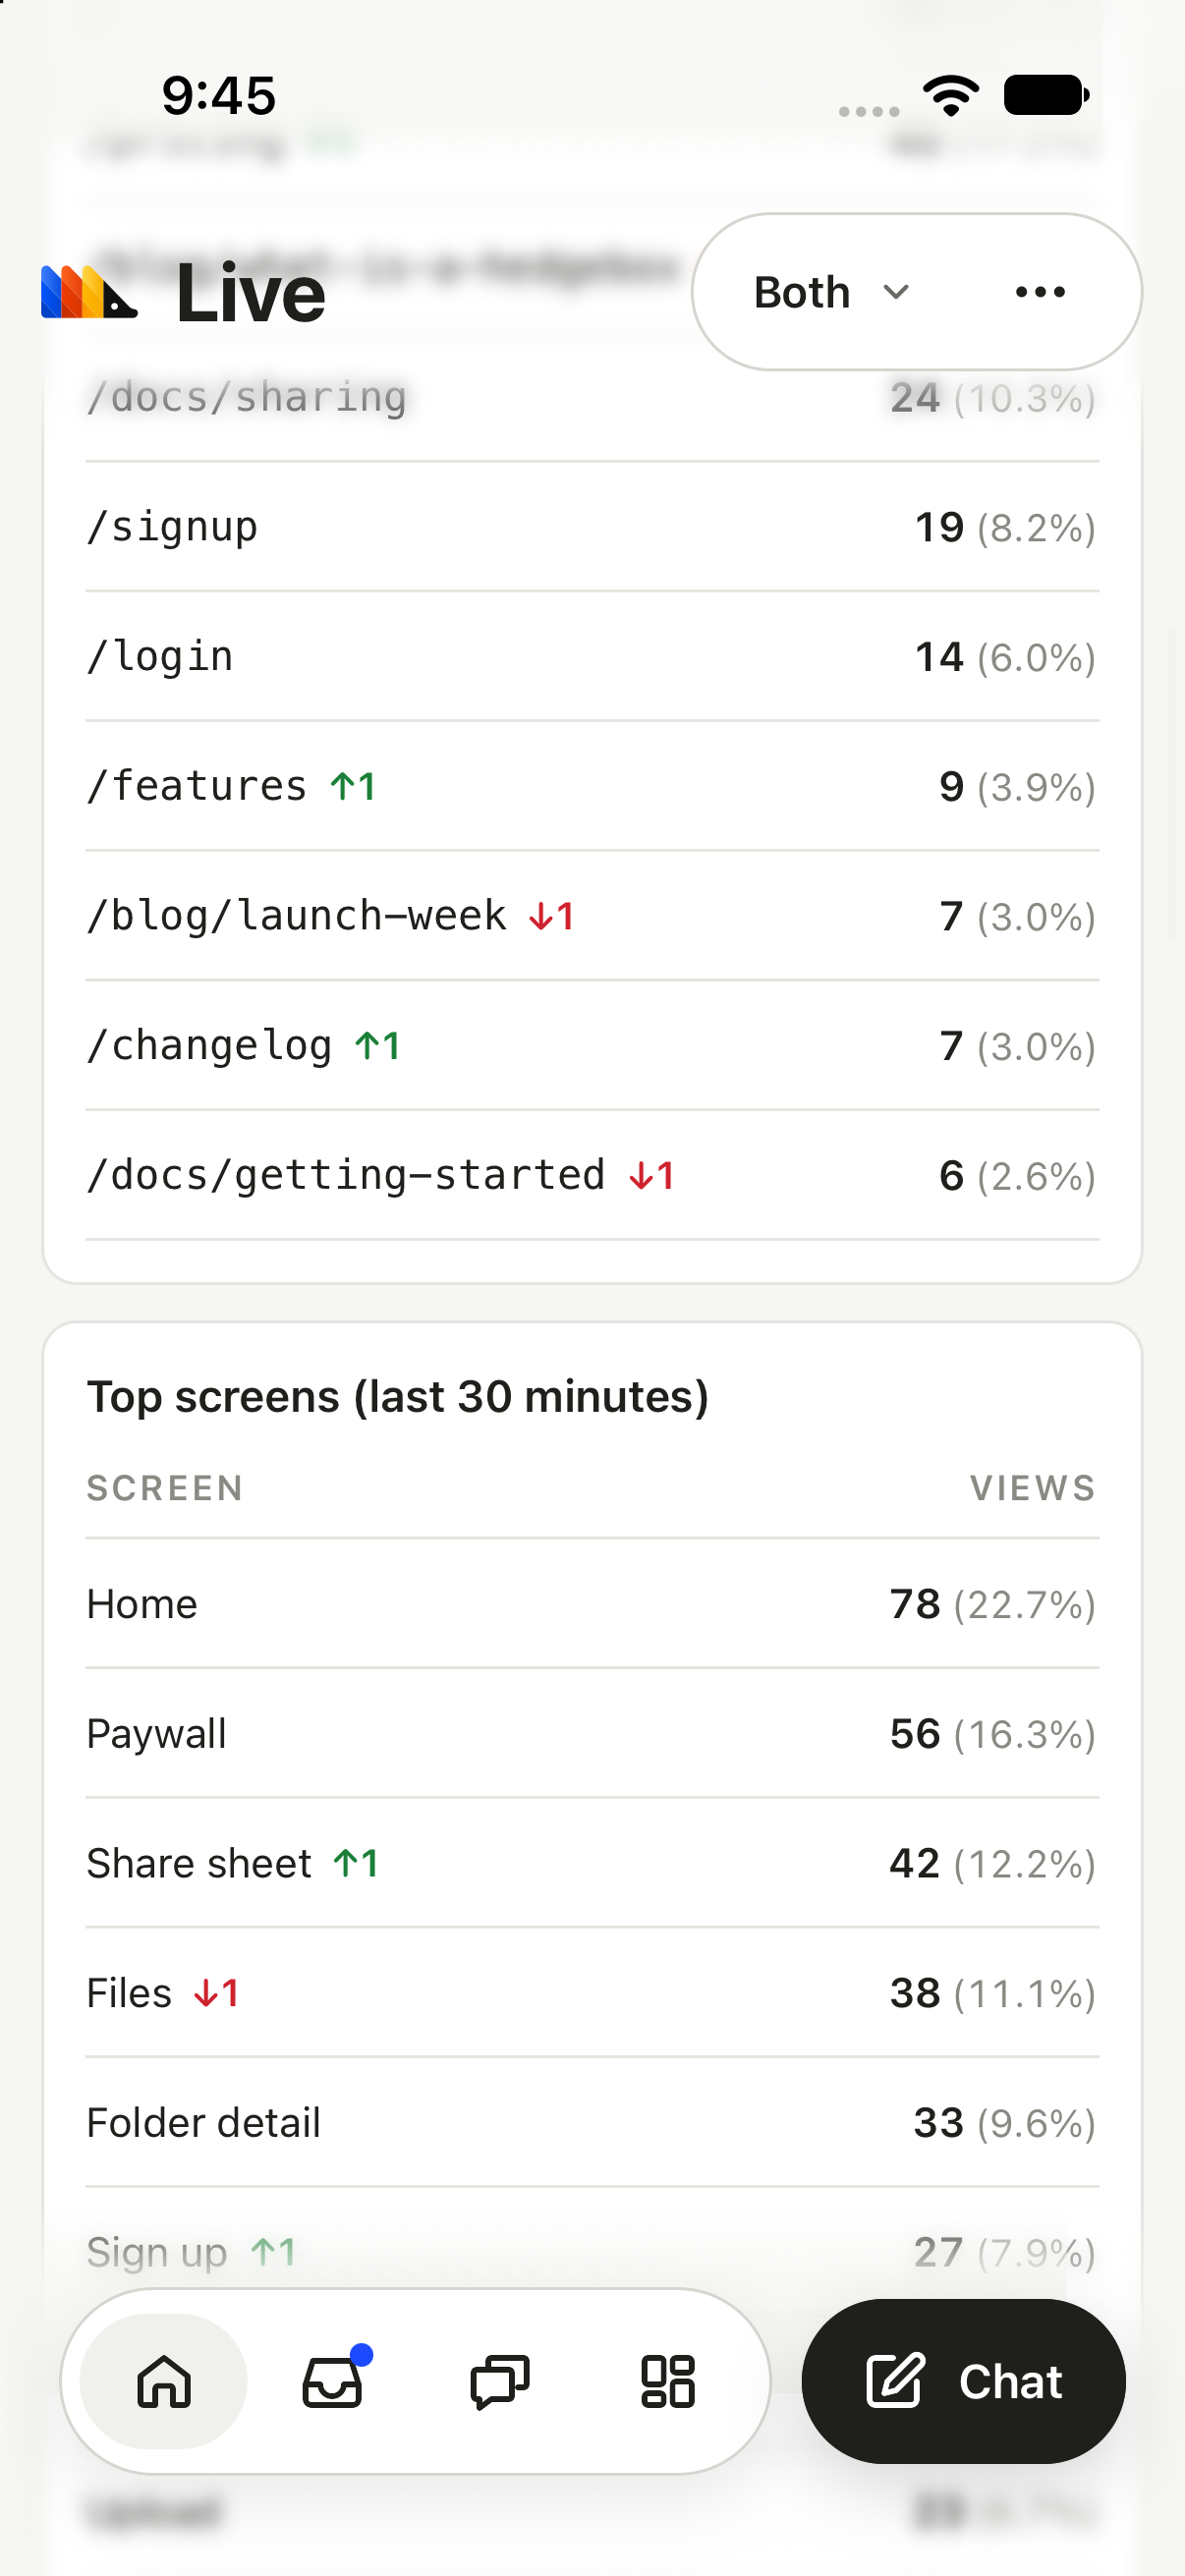 9:45
Live
Both
/docs/sharing 24 (10.3%)
/signup 19 (8.2%)
/login 14 (6.0%)
/features ↑1 9 (3.9%)
/blog/launch-week ↓1 7 (3.0%)
/changelog ↑1 7 (3.0%)
/docs/getting-started ↓1 6 (2.6%)
Top screens (last 30 minutes)
SCREEN VIEWS
Home 78 (22.7%)
Paywall 56 (16.3%)
Share sheet ↑1 42 (12.2%)
Files ↓1 38 (11.1%)
Folder detail 33 (9.6%)
Sign up ↑1 27 (7.9%)
Chat
Upload